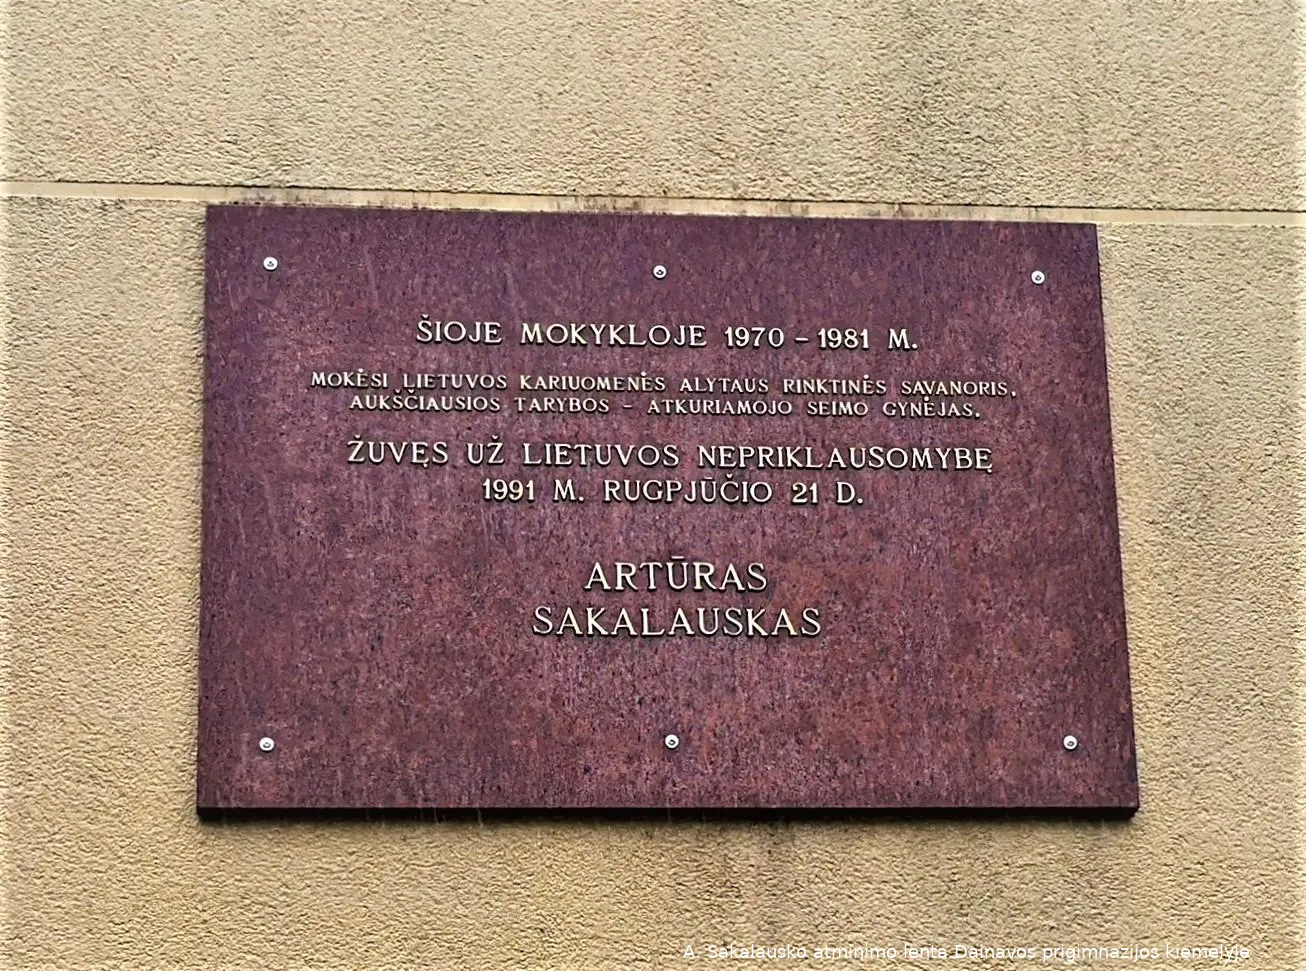 ŠIOJE MOKYKLOJE 1970 – 1981 M.
MOKĖSI LIETUVOS KARIUOMENĖS ALYTAUS RINKTINĖS SAVANORIS,
AUKŠČIAUSIOS TARYBOS – ATKURIAMOJO SEIMO GYNĖJAS.
ŽUVĘS UŽ LIETUVOS NEPRIKLAUSOMYBĘ
1991 M. RUGPJŪČIO 21 D.
ARTŪRAS
SAKALAUSKAS
A. Sakalausko atminimo lenta Dainavos prigimnazijos kiemelyje